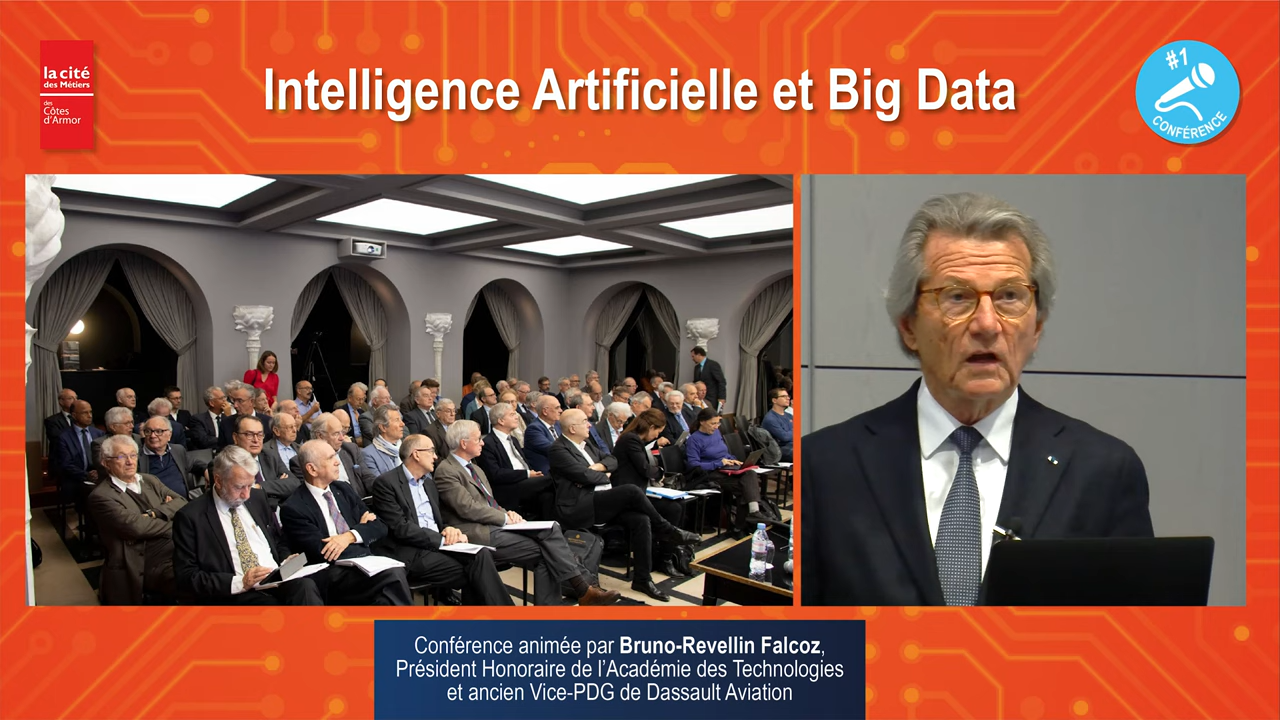 la cité
des Métiers
des
Côtes
d'Armor
Intelligence Artificielle et Big Data
#1
CONFÉRENCE
Conférence animée par Bruno-Revellin Falcoz,
Président Honoraire de l'Académie des Technologies
et ancien Vice-PDG de Dassault Aviation